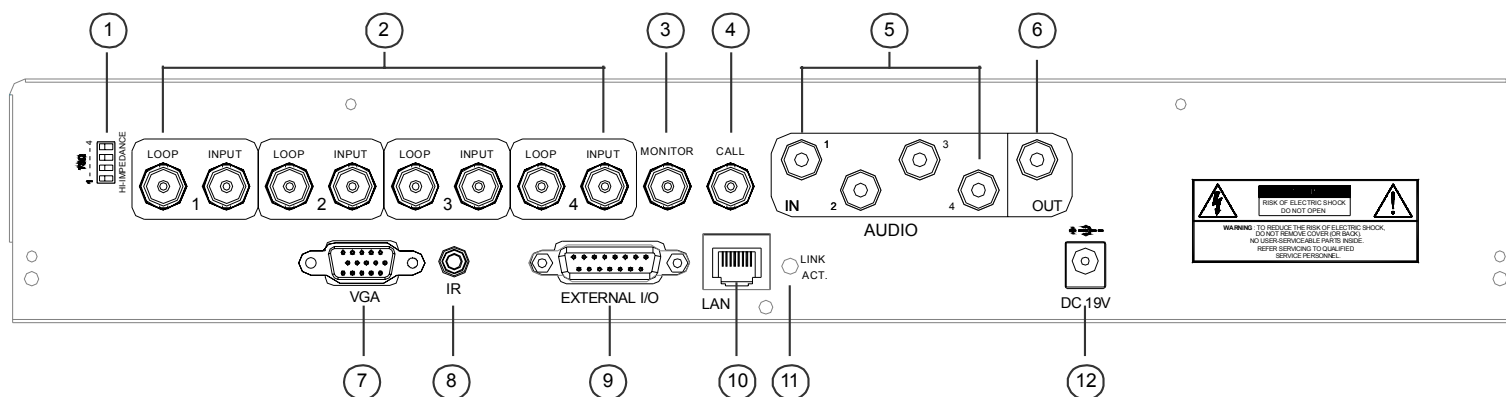 1 2 3 4 5 6
4
1
HI-IMPEDANCE
LOOP INPUT LOOP INPUT LOOP INPUT LOOP INPUT MONITOR CALL
1 2 3 4
1 3
IN 2 4 OUT
AUDIO
RISK OF ELECTRIC SHOCK
DO NOT OPEN
WARNING : TO REDUCE THE RISK OF ELECTRIC SHOCK,
DO NOT REMOVE COVER (OR BACK).
NO USER-SERVICEABLE PARTS INSIDE.
REFER SERVICING TO QUALIFIED
SERVICE PERSONNEL.
VGA IR EXTERNAL I/O LAN
LINK
ACT.
DC 19V
7 8 9 10 11 12